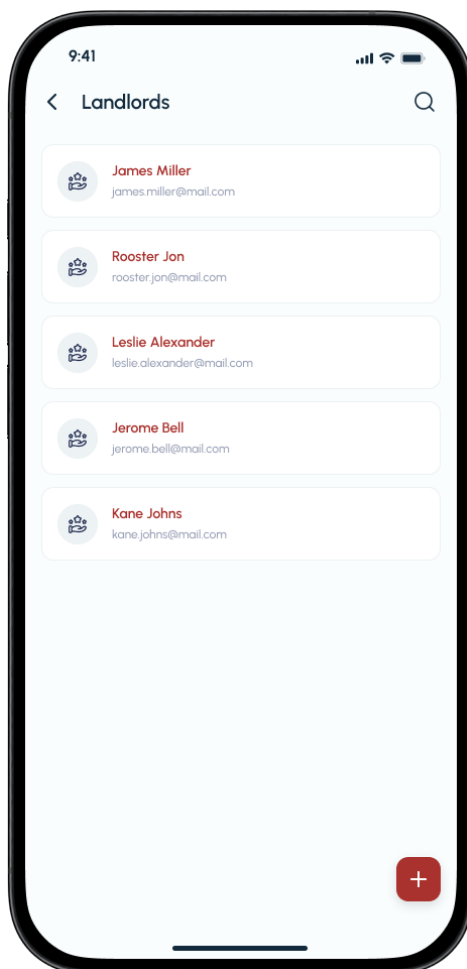 9:41
Landlords
James Miller
james.miller@mail.com
Rooster Jon
rooster.jon@mail.com
Leslie Alexander
leslie.alexander@mail.com
Jerome Bell
jerome.bell@mail.com
Kane Johns
kane.johns@mail.com